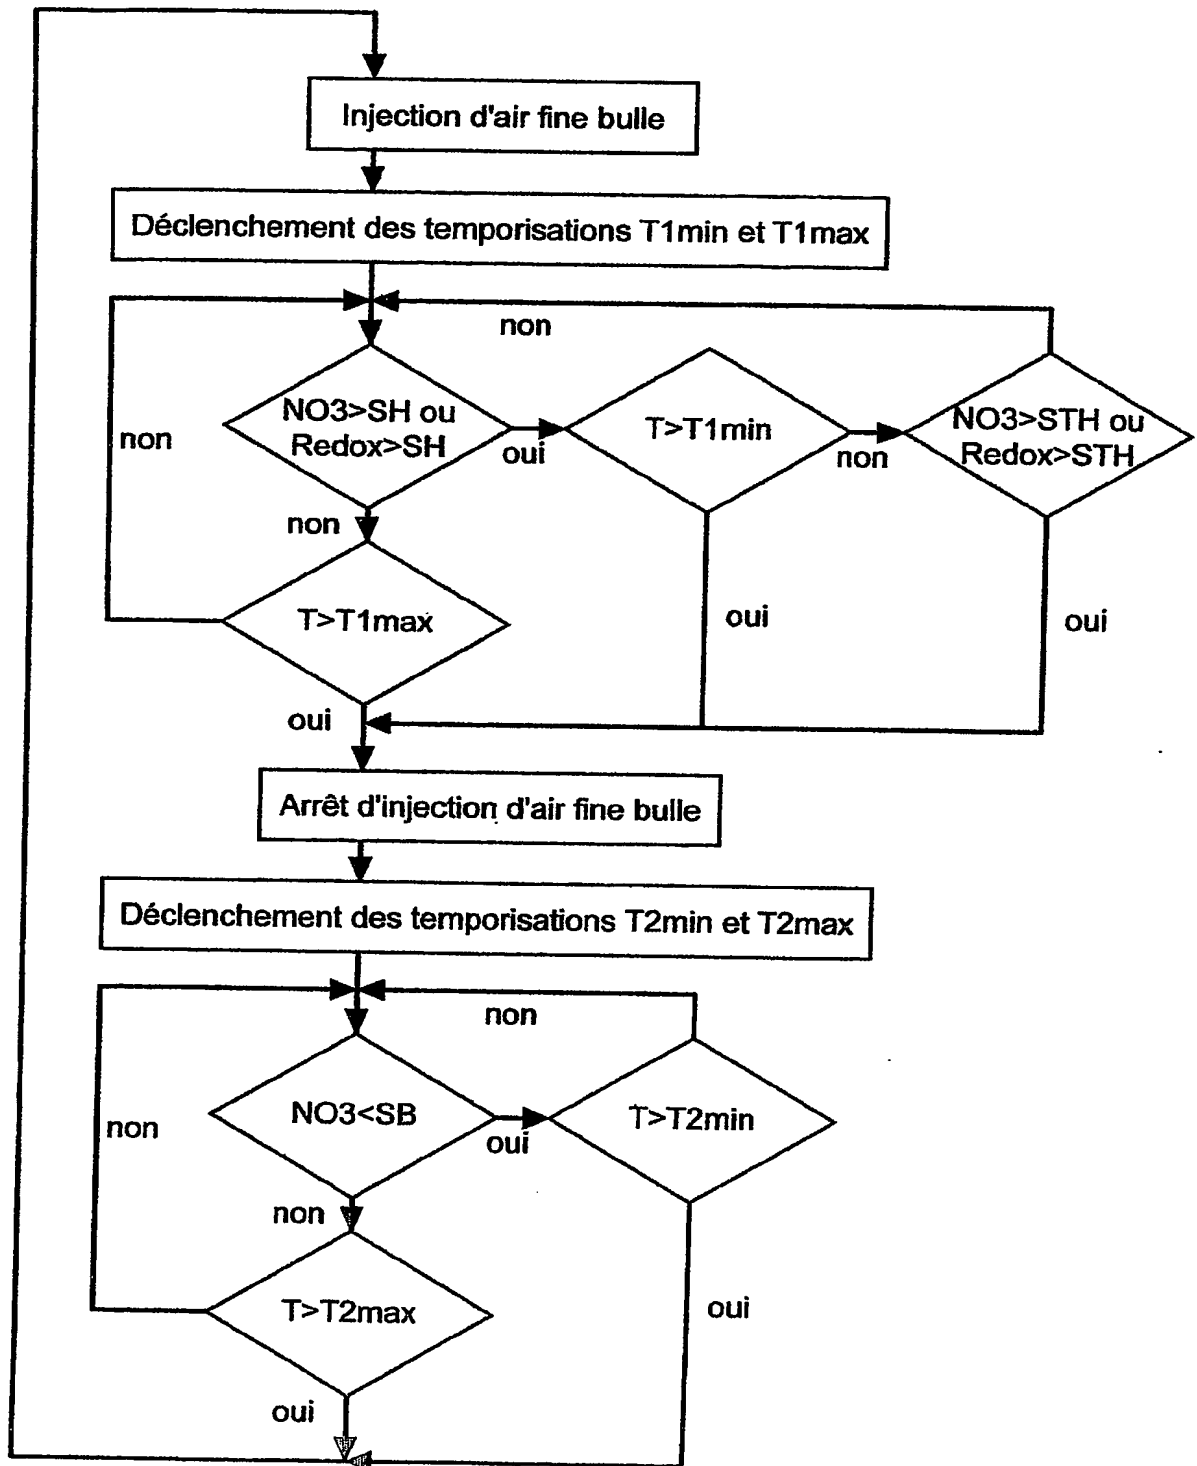 Injection d'air fine bulle
Déclenchement des temporisations T1min et T1max
non
NO3>SH ou
Redox>SH
oui
T>T1min
non
NO3>STH ou
Redox>STH
non
non
T>T1max
oui
oui
oui
Arrêt d'injection d'air fine bulle
Déclenchement des temporisations T2min et T2max
non
NO3<SB
oui
T>T2min
non
non
T>T2max
oui
oui